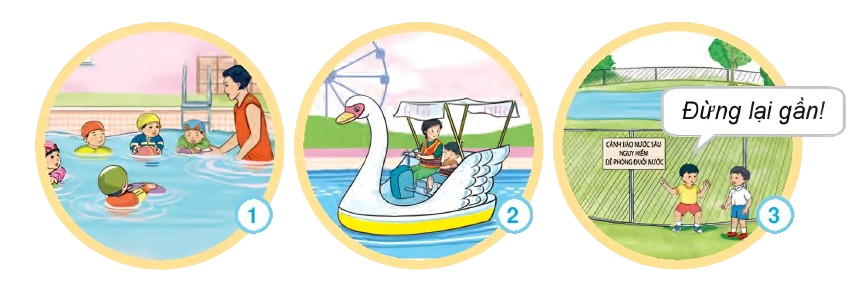 Đừng lại gần!
CẢNH BÁO NƯỚC SÂU
NGUY HIỂM
ĐỀ PHÒNG ĐUỐI NƯỚC
1
2
3